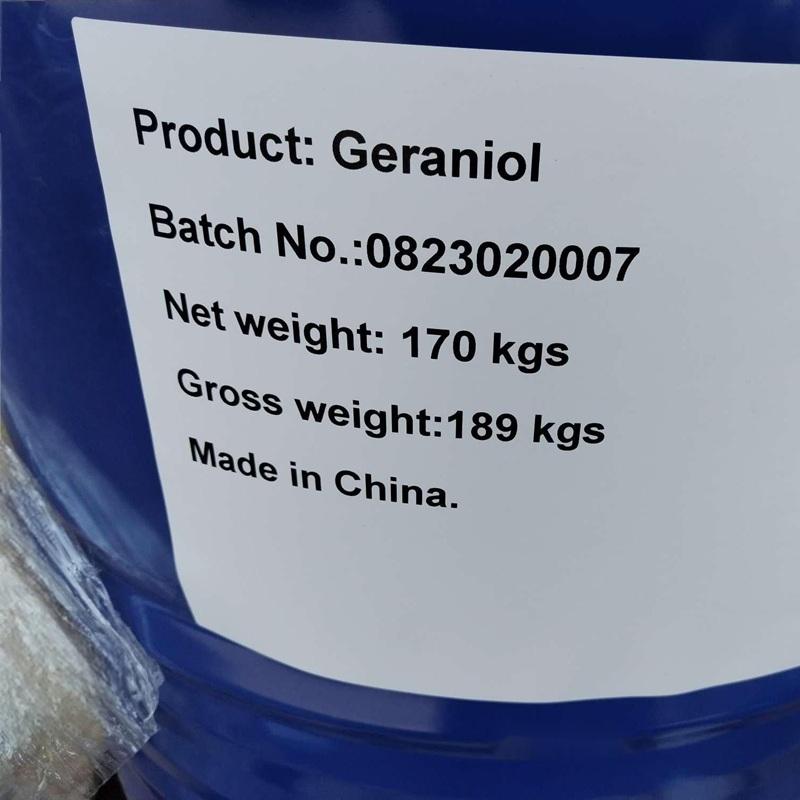 Product: Geraniol
Batch No.:0823020007
Net weight: 170 kgs
Gross weight:189 kgs
Made in China.